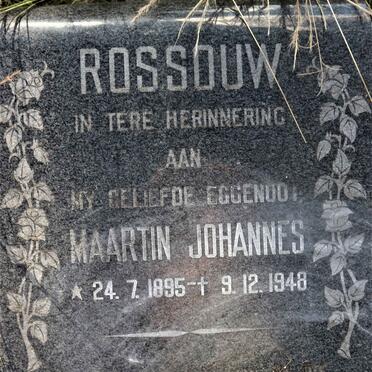 ROSSOUW
IN TERE HERINNERING
AAN
MY GELIEFDE EGGENOOT
MAARTIN JOHANNES
* 24. 7. 1895 - † 9. 12. 1948